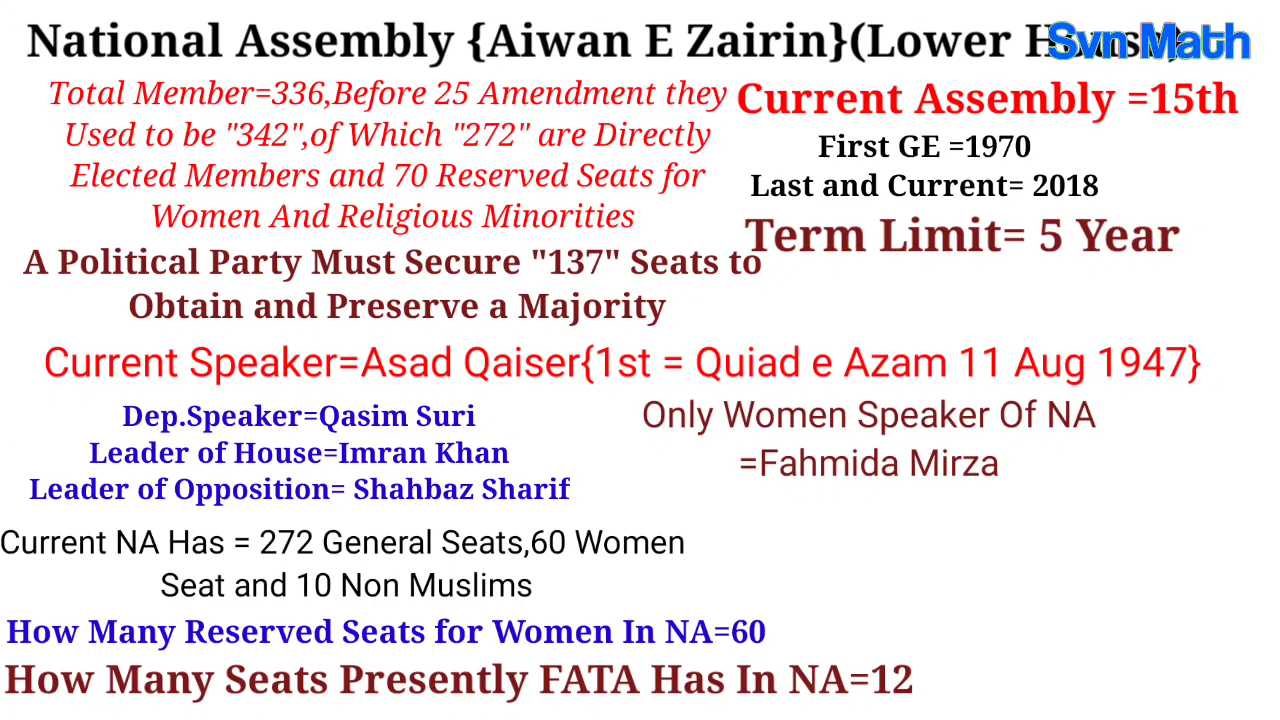 National Assembly {Aiwan E Zairin}(Lower House)
Svn Math
Total Member=336,Before 25 Amendment they
Used to be "342",of Which "272" are Directly
Elected Members and 70 Reserved Seats for
Women And Religious Minorities
Current Assembly =15th
First GE =1970
Last and Current= 2018
Term Limit= 5 Year
A Political Party Must Secure "137" Seats to
Obtain and Preserve a Majority
Current Speaker=Asad Qaiser{1st = Quiad e Azam 11 Aug 1947}
Dep.Speaker=Qasim Suri
Leader of House=Imran Khan
Leader of Opposition= Shahbaz Sharif
Only Women Speaker Of NA
=Fahmida Mirza
Current NA Has = 272 General Seats,60 Women
Seat and 10 Non Muslims
How Many Reserved Seats for Women In NA=60
How Many Seats Presently FATA Has In NA=12